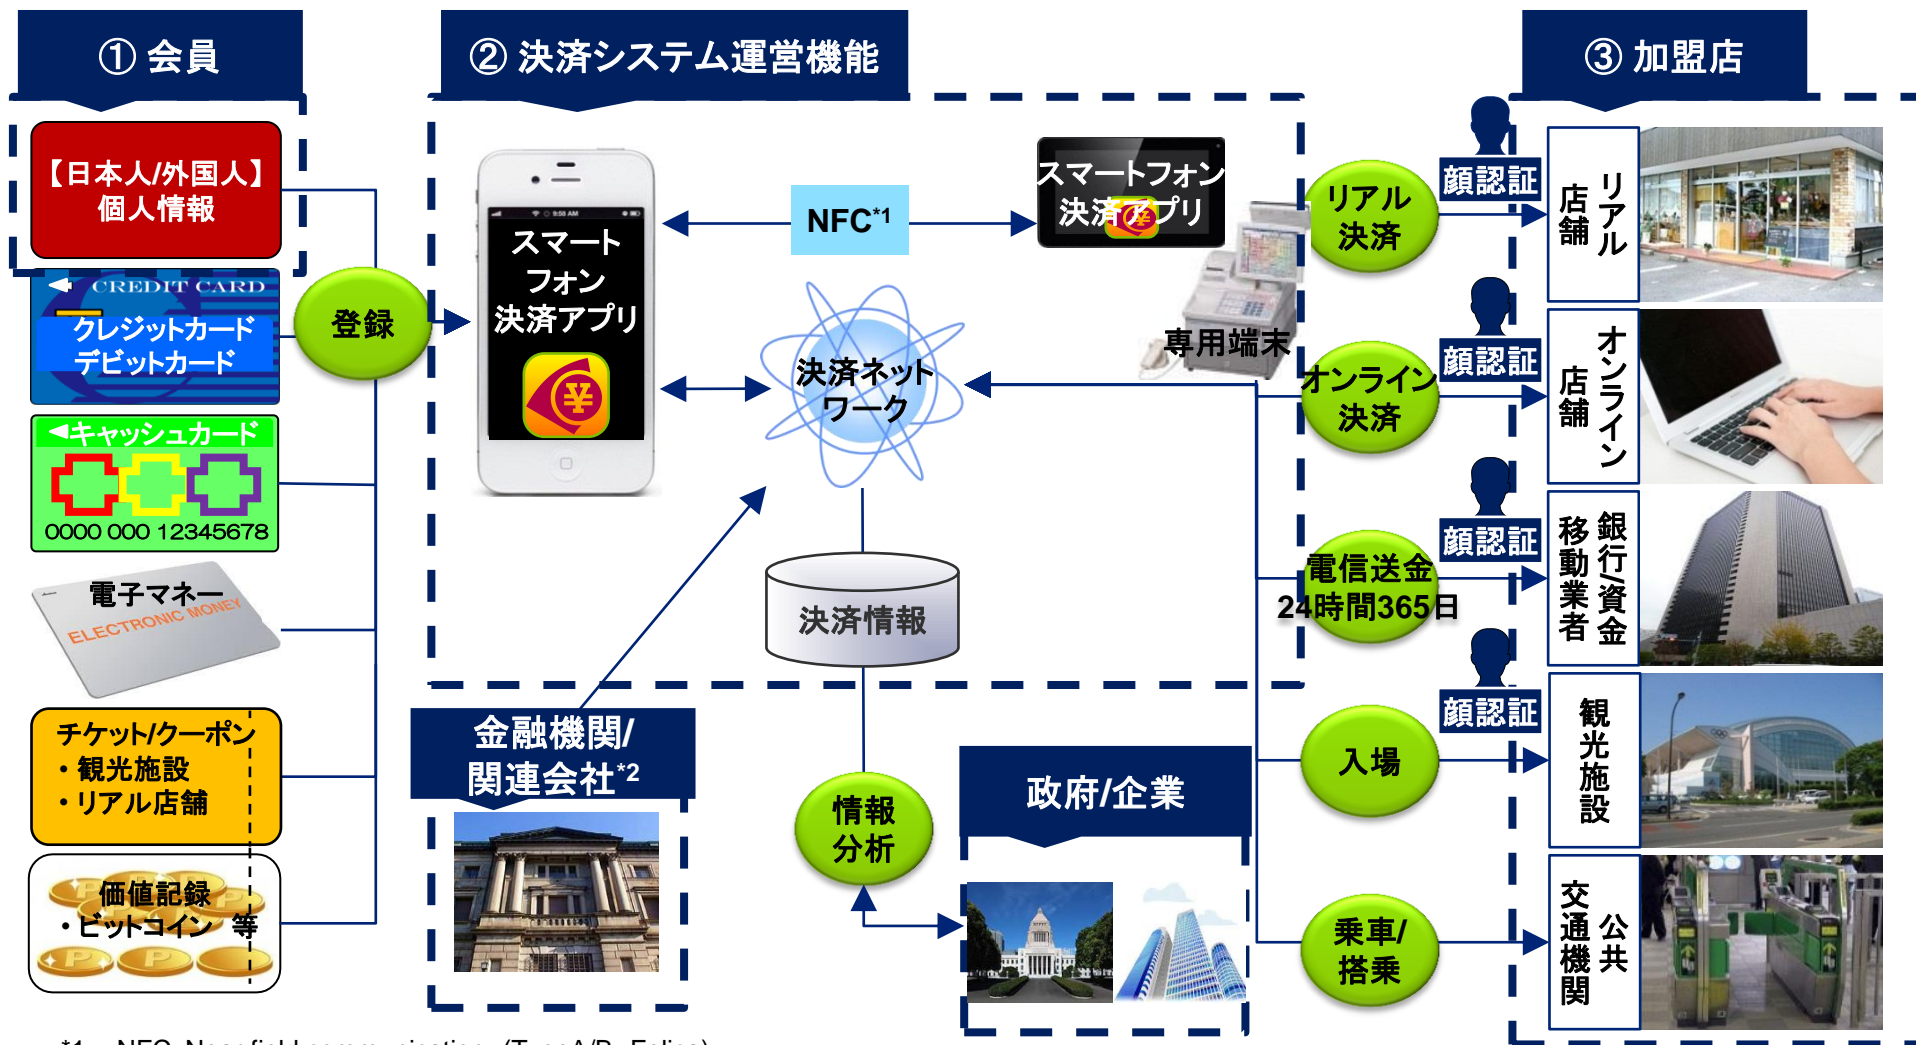 ① 会員
【日本人/外国人】
個人情報
CREDIT CARD
クレジットカード
デビットカード
キャッシュカード
0000 000 12345678
電子マネー
ELECTRONIC MONEY
チケット/クーポン
・観光施設
・リアル店舗
価値記録
・ビットコイン 等
登録
② 決済システム運営機能
9:58 AM
スマート
フォン
決済アプリ
NFC*1
スマートフォン
決済アプリ
専用端末
決済ネット
ワーク
決済情報
金融機関/
関連会社*2
情報
分析
政府/企業
リアル
決済
オンライン
決済
電信送金
24時間365日
入場
乗車/
搭乗
③ 加盟店
顔認証
リアル
店舗
顔認証
オンライン
店舗
顔認証
銀行/資金
移動業者
顔認証
観光施設
公共
交通機関